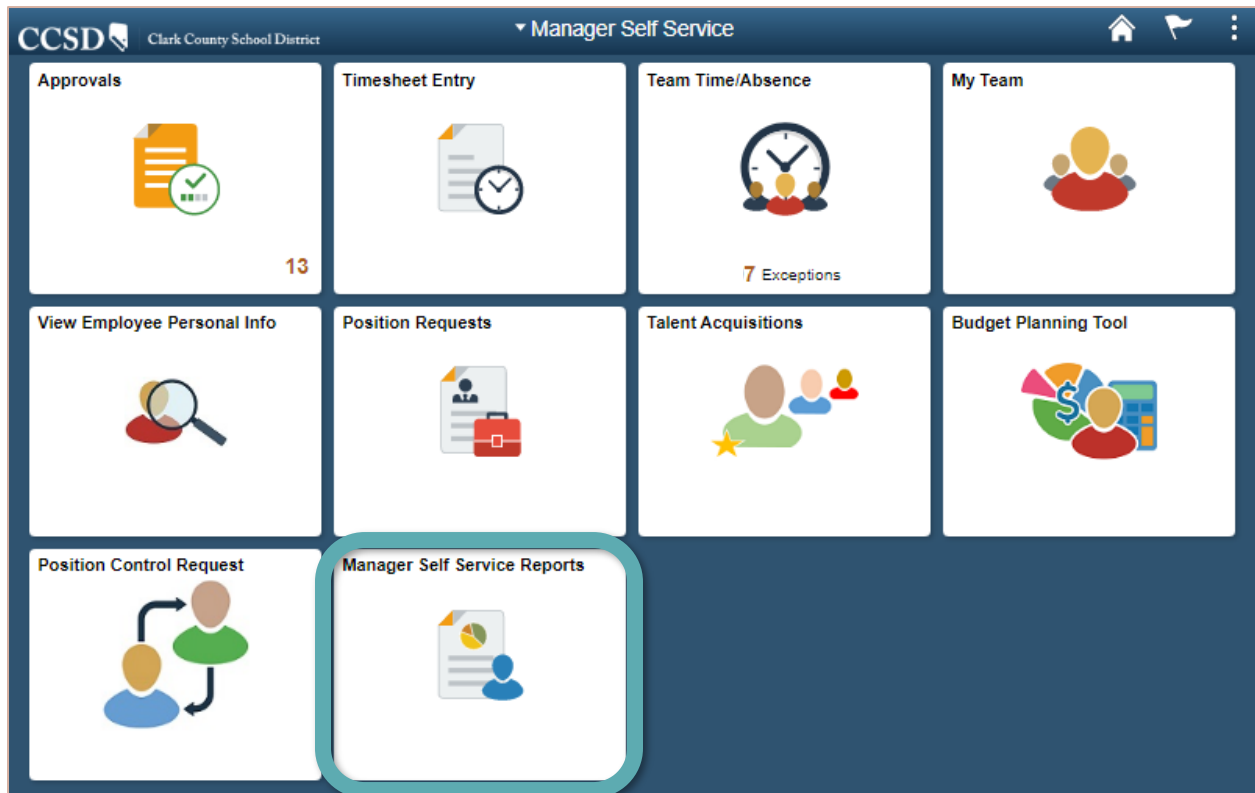 CCSD Clark County School District
Manager Self Service
Approvals
13
Timesheet Entry
Team Time/Absence
7 Exceptions
My Team
View Employee Personal Info
Position Requests
Talent Acquisitions
Budget Planning Tool
$
Position Control Request
Manager Self Service Reports